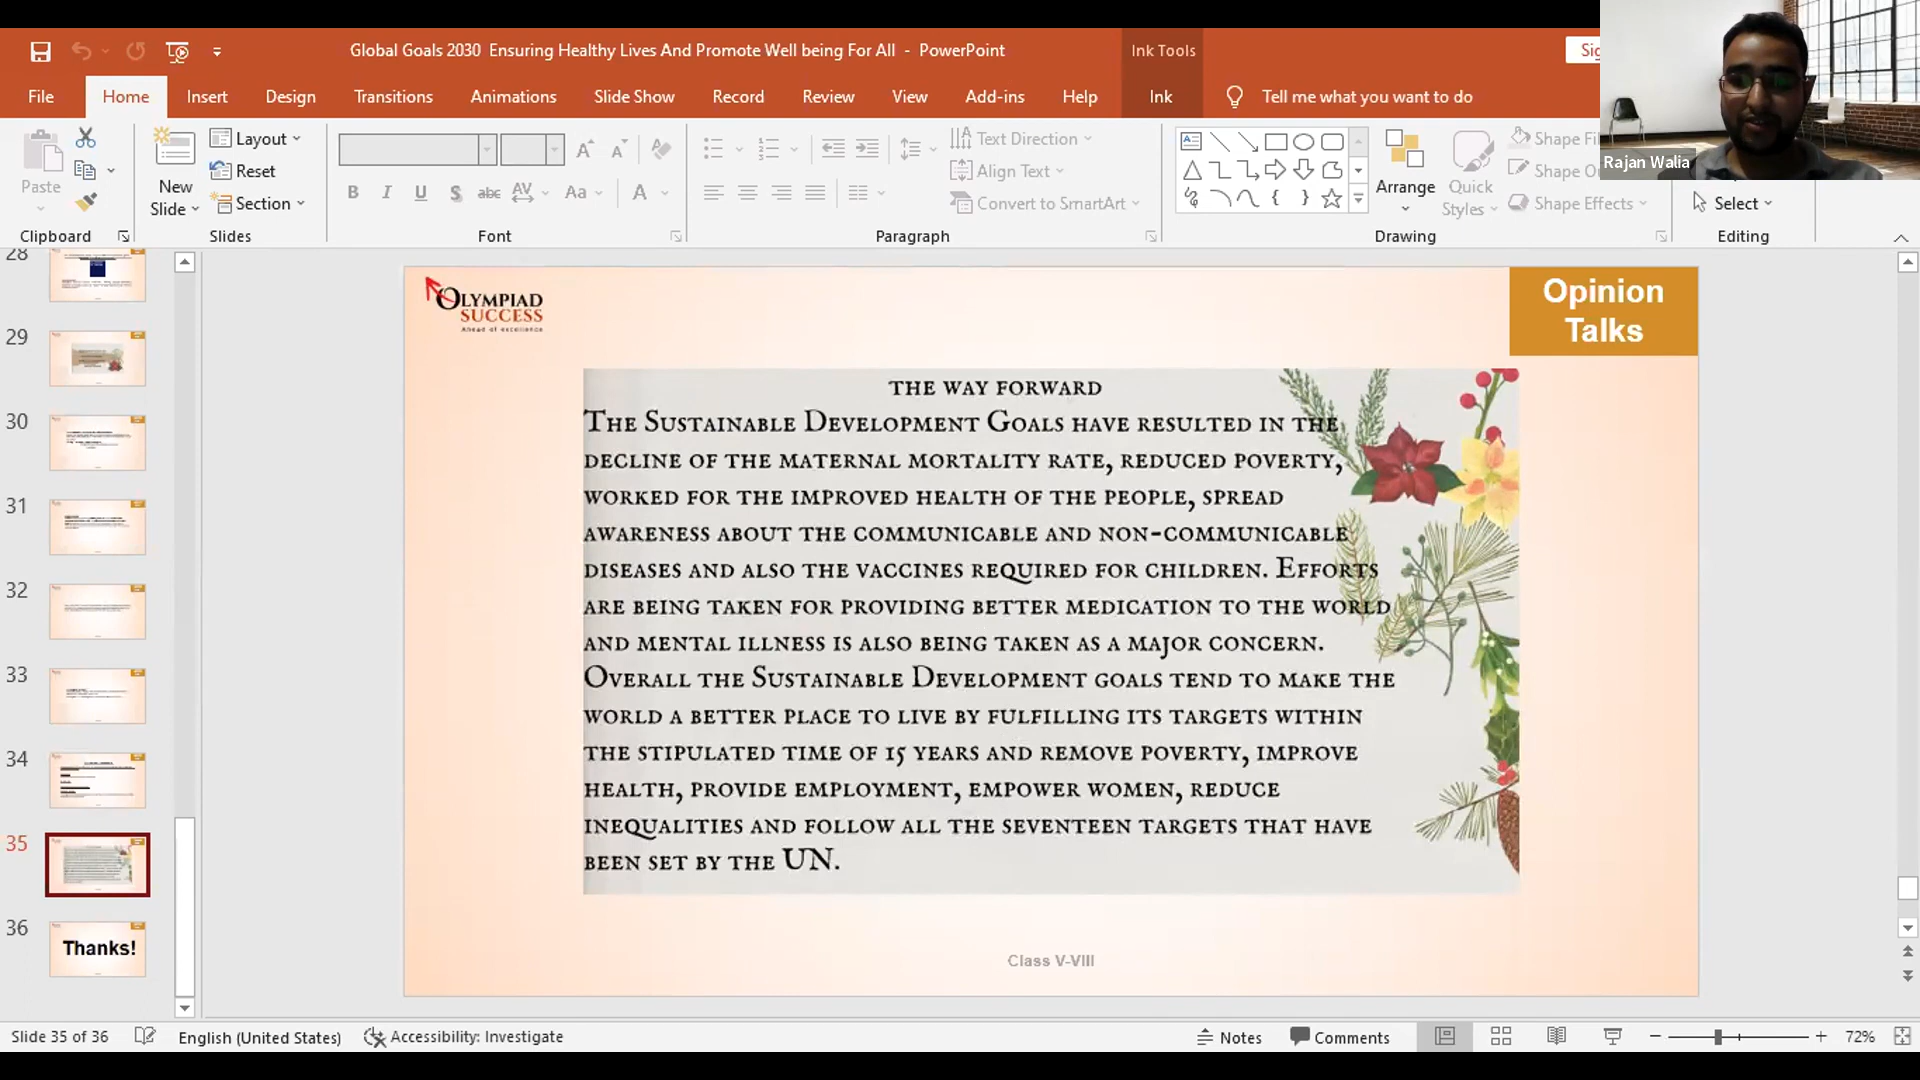 Global Goals 2030 Ensuring Healthy Lives And Promote Well being For All - PowerPoint
Ink Tools
File
Home
Insert
Design
Transitions
Animations
Slide Show
Record
Review
View
Add-ins
Help
Ink
Tell me what you want to do
Rajan Walia
Paste
New
Slide
Layout
Reset
Section
Text Direction
Align Text
Convert to SmartArt
Arrange
Quick
Styles
Shape Effects
Select
Clipboard
Slides
Font
Paragraph
Drawing
Editing
28
29
30
31
32
33
34
35
36
Thanks!
OLYMPIAD
SUCCESS
Ahead of excellence
Opinion
Talks
THE WAY FORWARD
THE SUSTAINABLE DEVELOPMENT GOALS HAVE RESULTED IN THE
DECLINE OF THE MATERNAL MORTALITY RATE, REDUCED POVERTY,
WORKED FOR THE IMPROVED HEALTH OF THE PEOPLE, SPREAD
AWARENESS ABOUT THE COMMUNICABLE AND NON-COMMUNICABLE
DISEASES AND ALSO THE VACCINES REQUIRED FOR CHILDREN. EFFORTS
ARE BEING TAKEN FOR PROVIDING BETTER MEDICATION TO THE WORLD
AND MENTAL ILLNESS IS ALSO BEING TAKEN AS A MAJOR CONCERN.
OVERALL THE SUSTAINABLE DEVELOPMENT GOALS TEND TO MAKE THE
WORLD A BETTER PLACE TO LIVE BY FULFILLING ITS TARGETS WITHIN
THE STIPULATED TIME OF 15 YEARS AND REMOVE POVERTY, IMPROVE
HEALTH, PROVIDE EMPLOYMENT, EMPOWER WOMEN, REDUCE
INEQUALITIES AND FOLLOW ALL THE SEVENTEEN TARGETS THAT HAVE
BEEN SET BY THE UN.
Class V-VIII
Slide 35 of 36
English (United States)
Accessibility: Investigate
Notes
Comments
72%